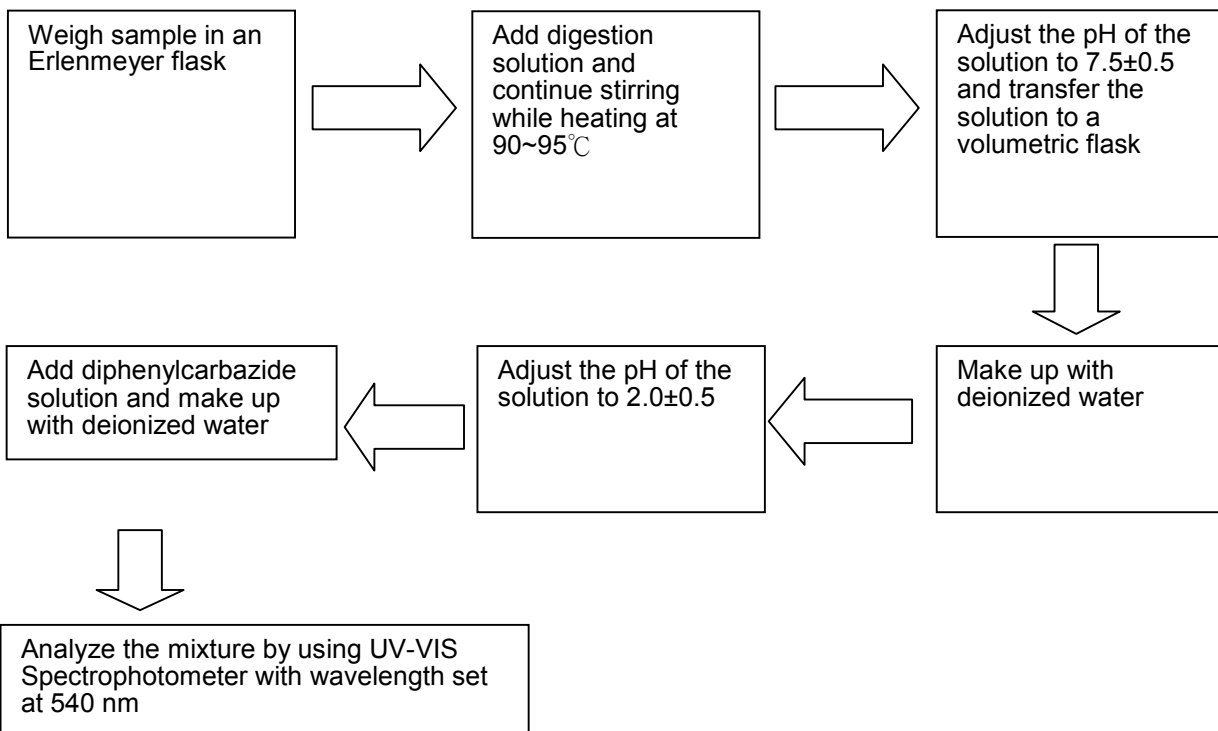 Weigh sample in an
Erlenmeyer flask
Add digestion
solution and
continue stirring
while heating at
90~95℃
Adjust the pH of the
solution to 7.5±0.5
and transfer the
solution to a
volumetric flask
Make up with
deionized water
Adjust the pH of the
solution to 2.0±0.5
Add diphenylcarbazide
solution and make up
with deionized water
Analyze the mixture by using UV-VIS
Spectrophotometer with wavelength set
at 540 nm